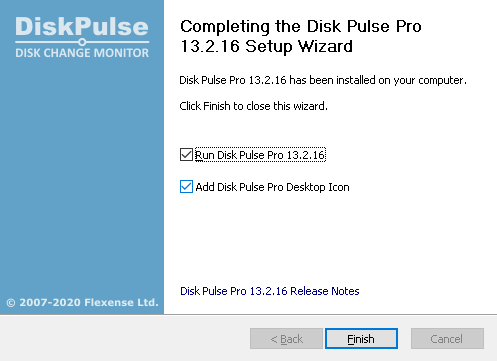 DiskPulse
DISK CHANGE MONITOR
Completing the Disk Pulse Pro
13.2.16 Setup Wizard
Disk Pulse Pro 13.2.16 has been installed on your computer.
Click Finish to close this wizard.
Run Disk Pulse Pro 13.2.16
Add Disk Pulse Pro Desktop Icon
Disk Pulse Pro 13.2.16 Release Notes
© 2007-2020 Flexense Ltd.
< Back
Finish
Cancel